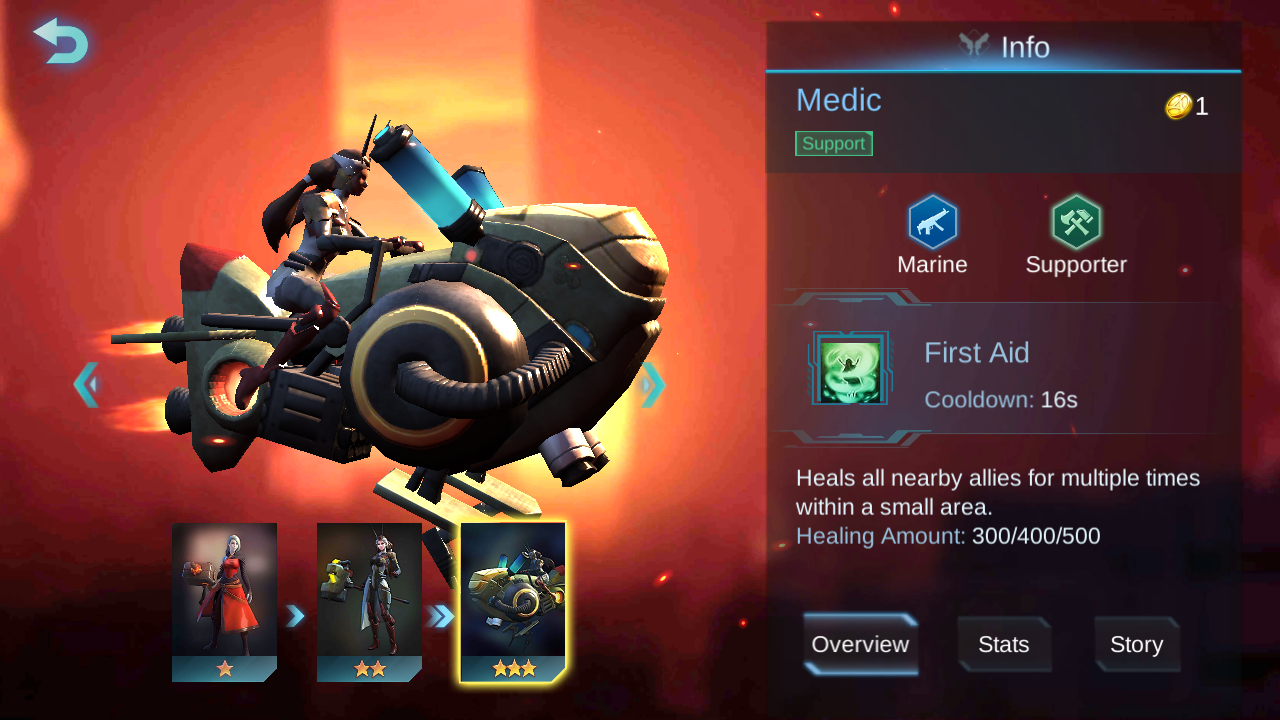 Info
Medic
1
Support
Marine
Supporter
First Aid
Cooldown: 16s
Heals all nearby allies for multiple times
within a small area.
Healing Amount: 300/400/500
Overview
Stats
Story